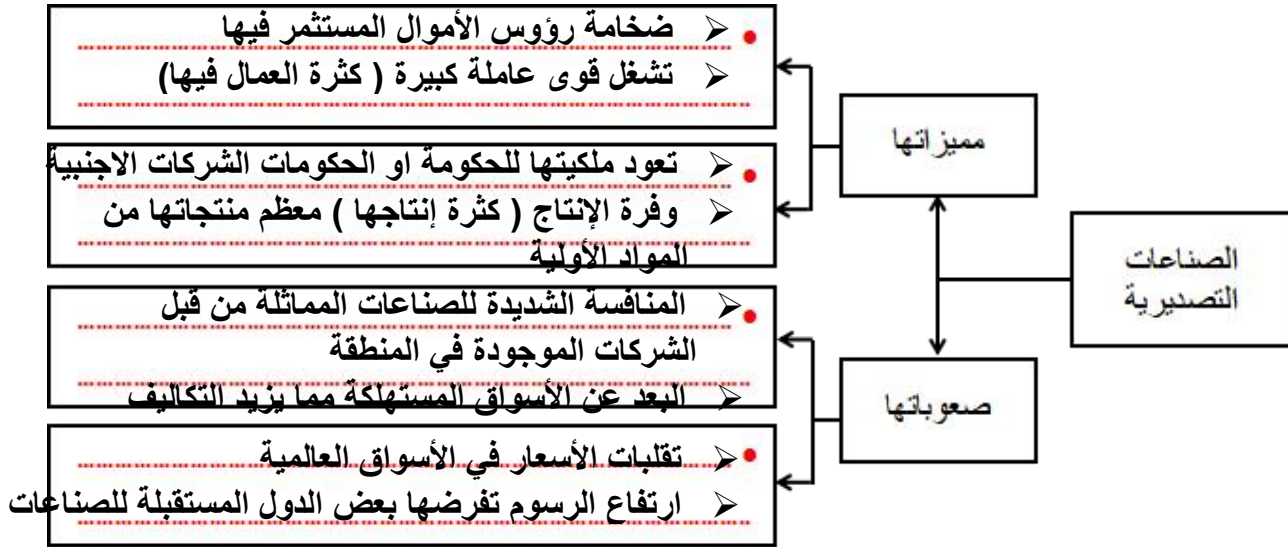 الصناعات
التصديرية
مميزاتها
ضخامة رؤوس الأموال المستثمر فيها
تشغل قوى عاملة كبيرة ( كثرة العمال فيها)
تعود ملكيتها للحكومة او الحكومات الشركات الاجنبية
وفرة الإنتاج ( كثرة إنتاجها ) معظم منتجاتها من
المواد الأولية
صعوباتها
المنافسة الشديدة للصناعات المماثلة من قبل
الشركات الموجودة في المنطقة
البعد عن الأسواق المستهلكة مما يزيد التكاليف
تقلبات الأسعار في الأسواق العالمية
ارتفاع الرسوم تفرضها بعض الدول المستقبلة للصناعات